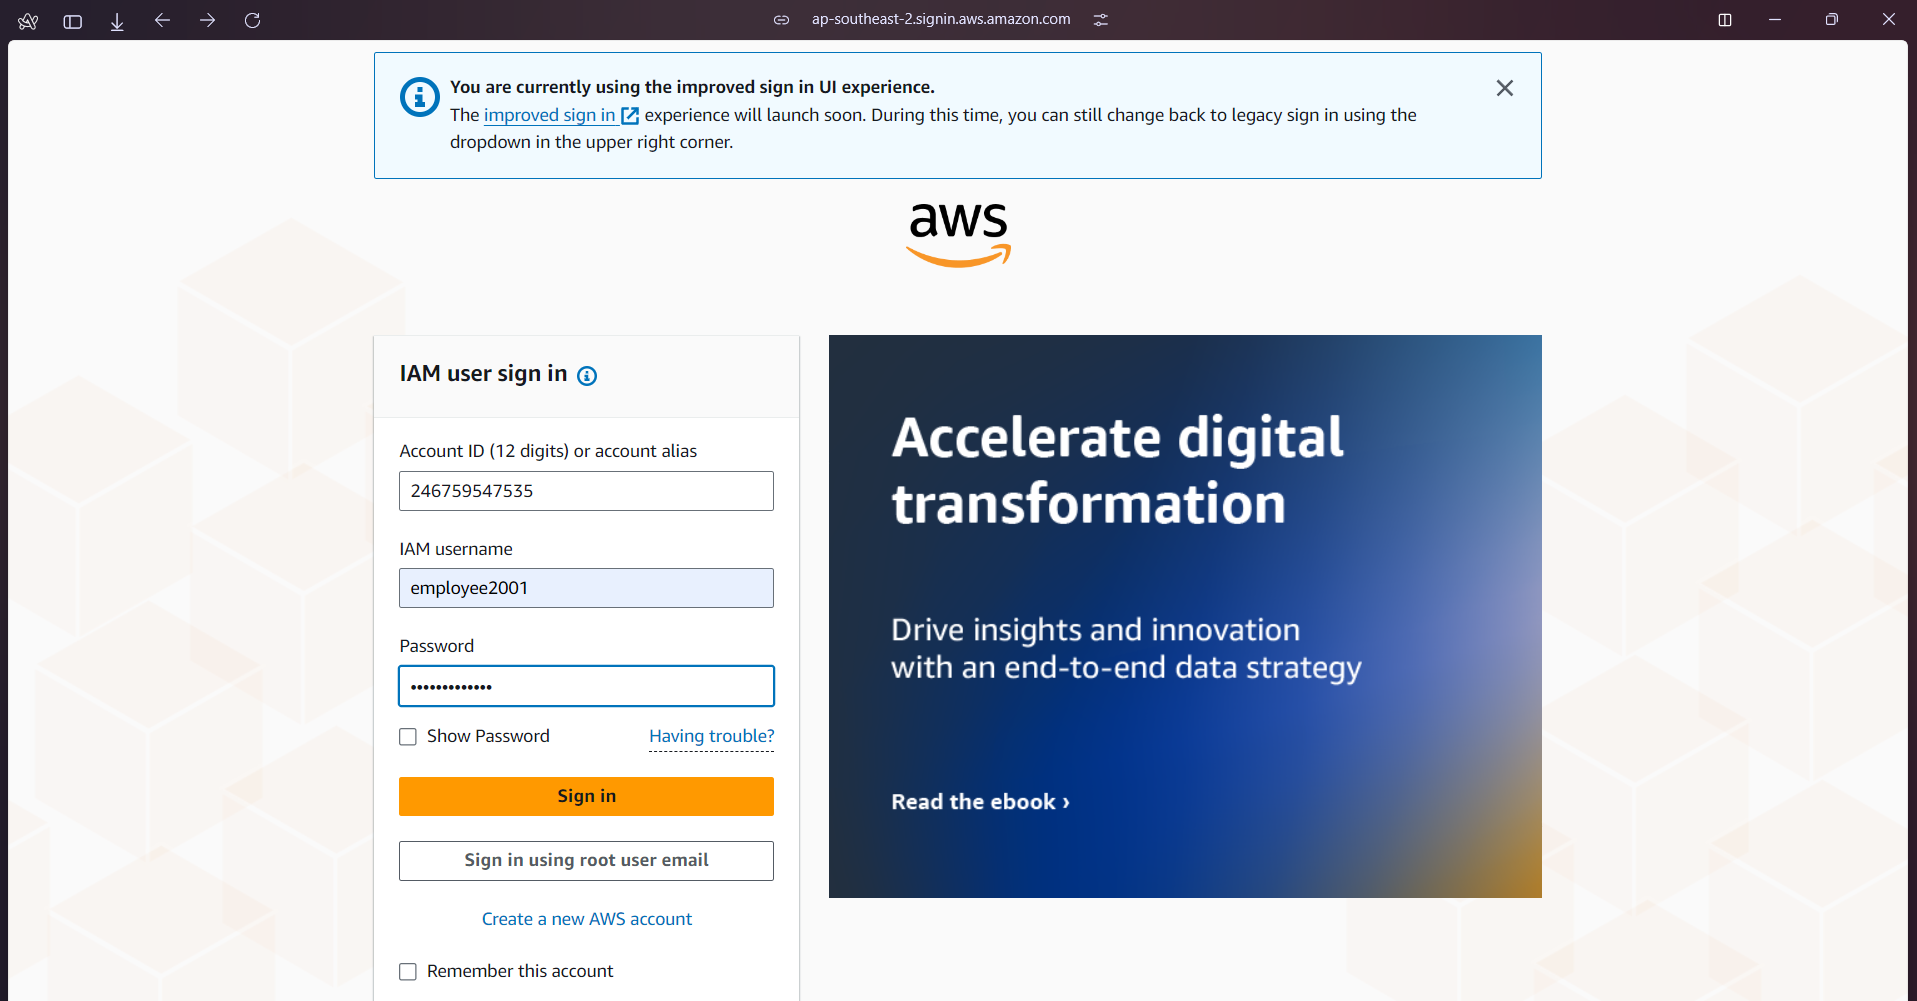 ap-southeast-2.signin.aws.amazon.com
You are currently using the improved sign in UI experience.
The improved sign in experience will launch soon. During this time, you can still change back to legacy sign in using the
dropdown in the upper right corner.
aws
IAM user sign in
Account ID (12 digits) or account alias
246759547535
IAM username
employee2001
Password
•••••••••••••
Show Password
Having trouble?
Sign in
Sign in using root user email
Create a new AWS account
Remember this account
Accelerate digital
transformation
Drive insights and innovation
with an end-to-end data strategy
Read the ebook ›